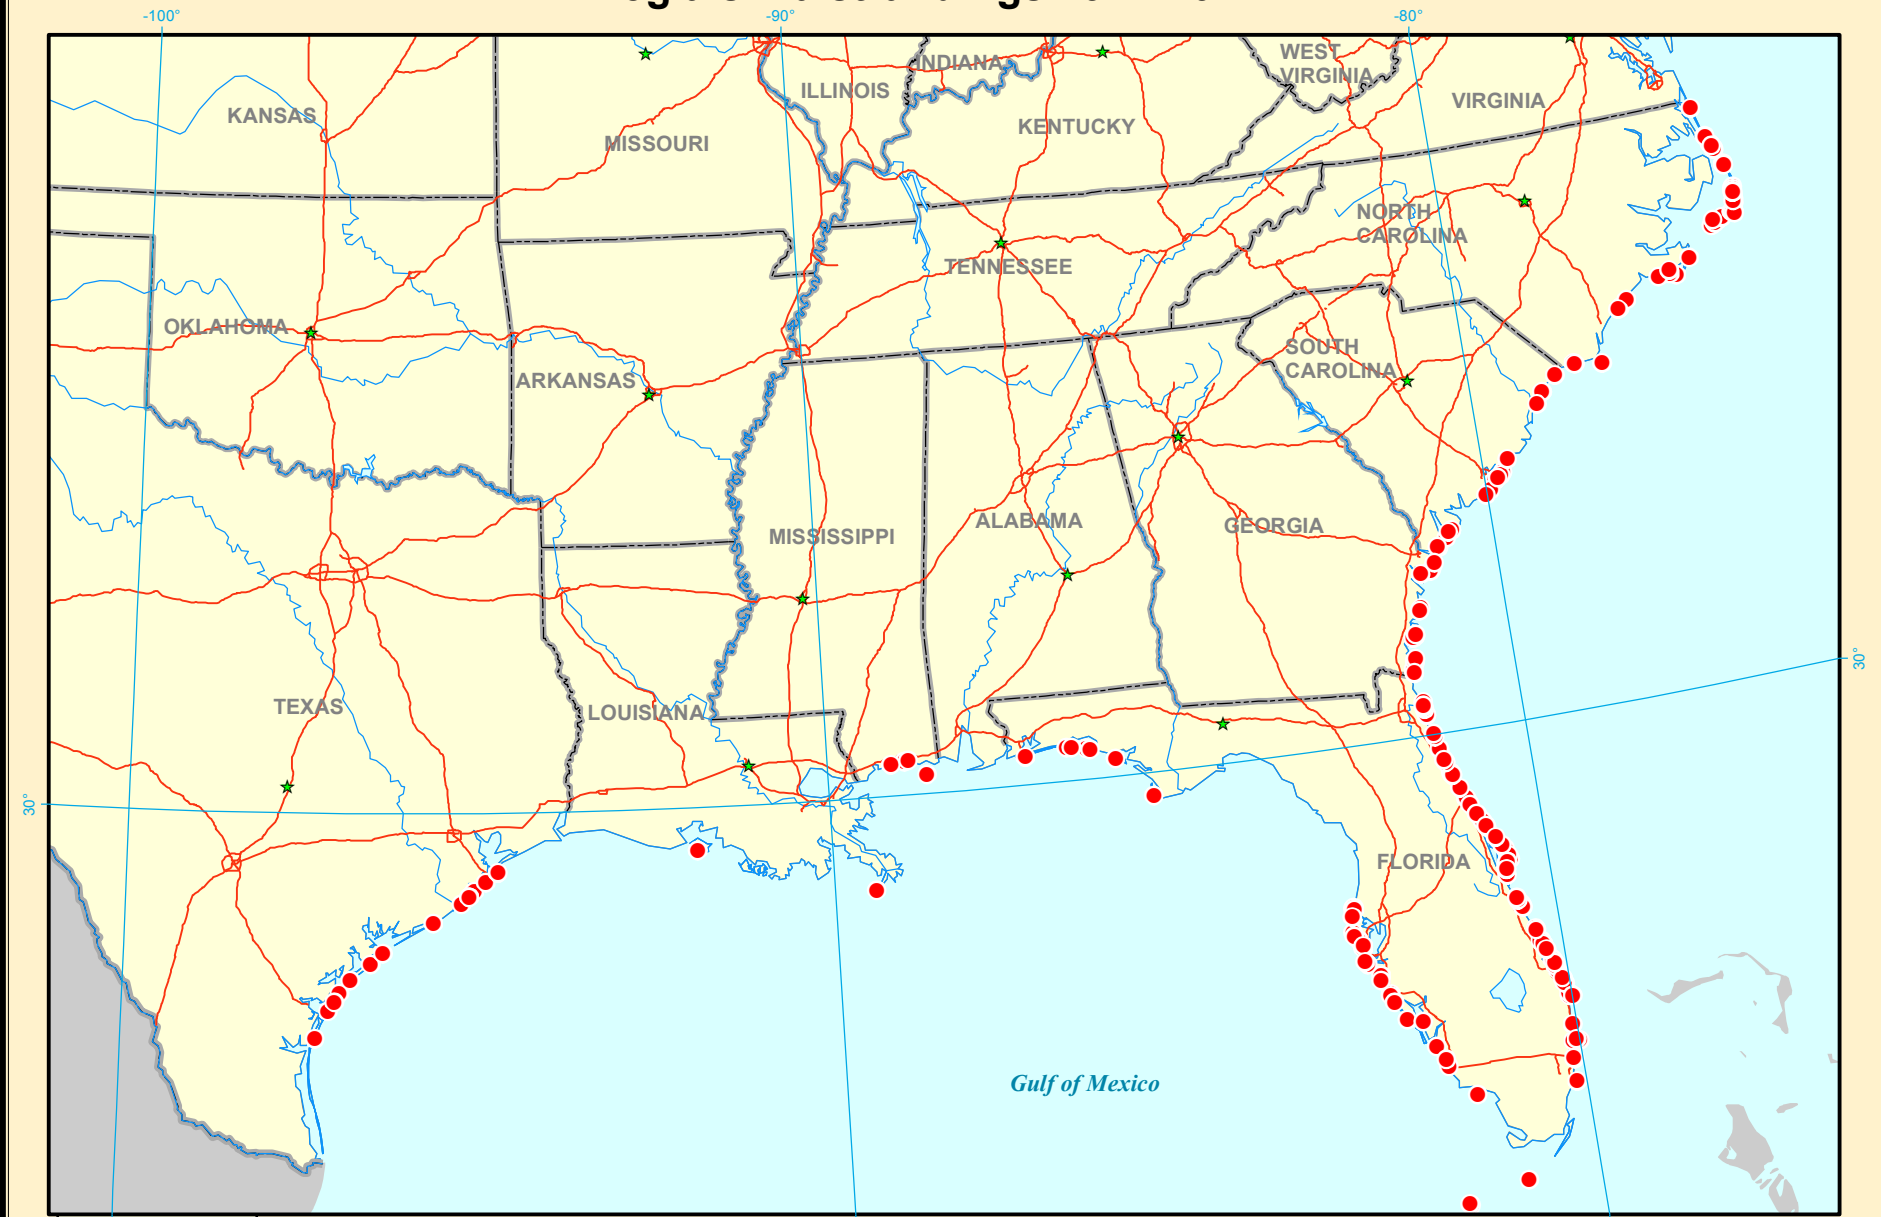 -100°
-90°
-80°
WEST
VIRGINIA
INDIANA
ILLINOIS
VIRGINIA
KANSAS
KENTUCKY
MISSOURI
NORTH
CAROLINA
TENNESSEE
OKLAHOMA
SOUTH
CAROLINA
ARKANSAS
ALABAMA
GEORGIA
MISSISSIPPI
30°
TEXAS
LOUISIANA
30°
FLORIDA
Gulf of Mexico